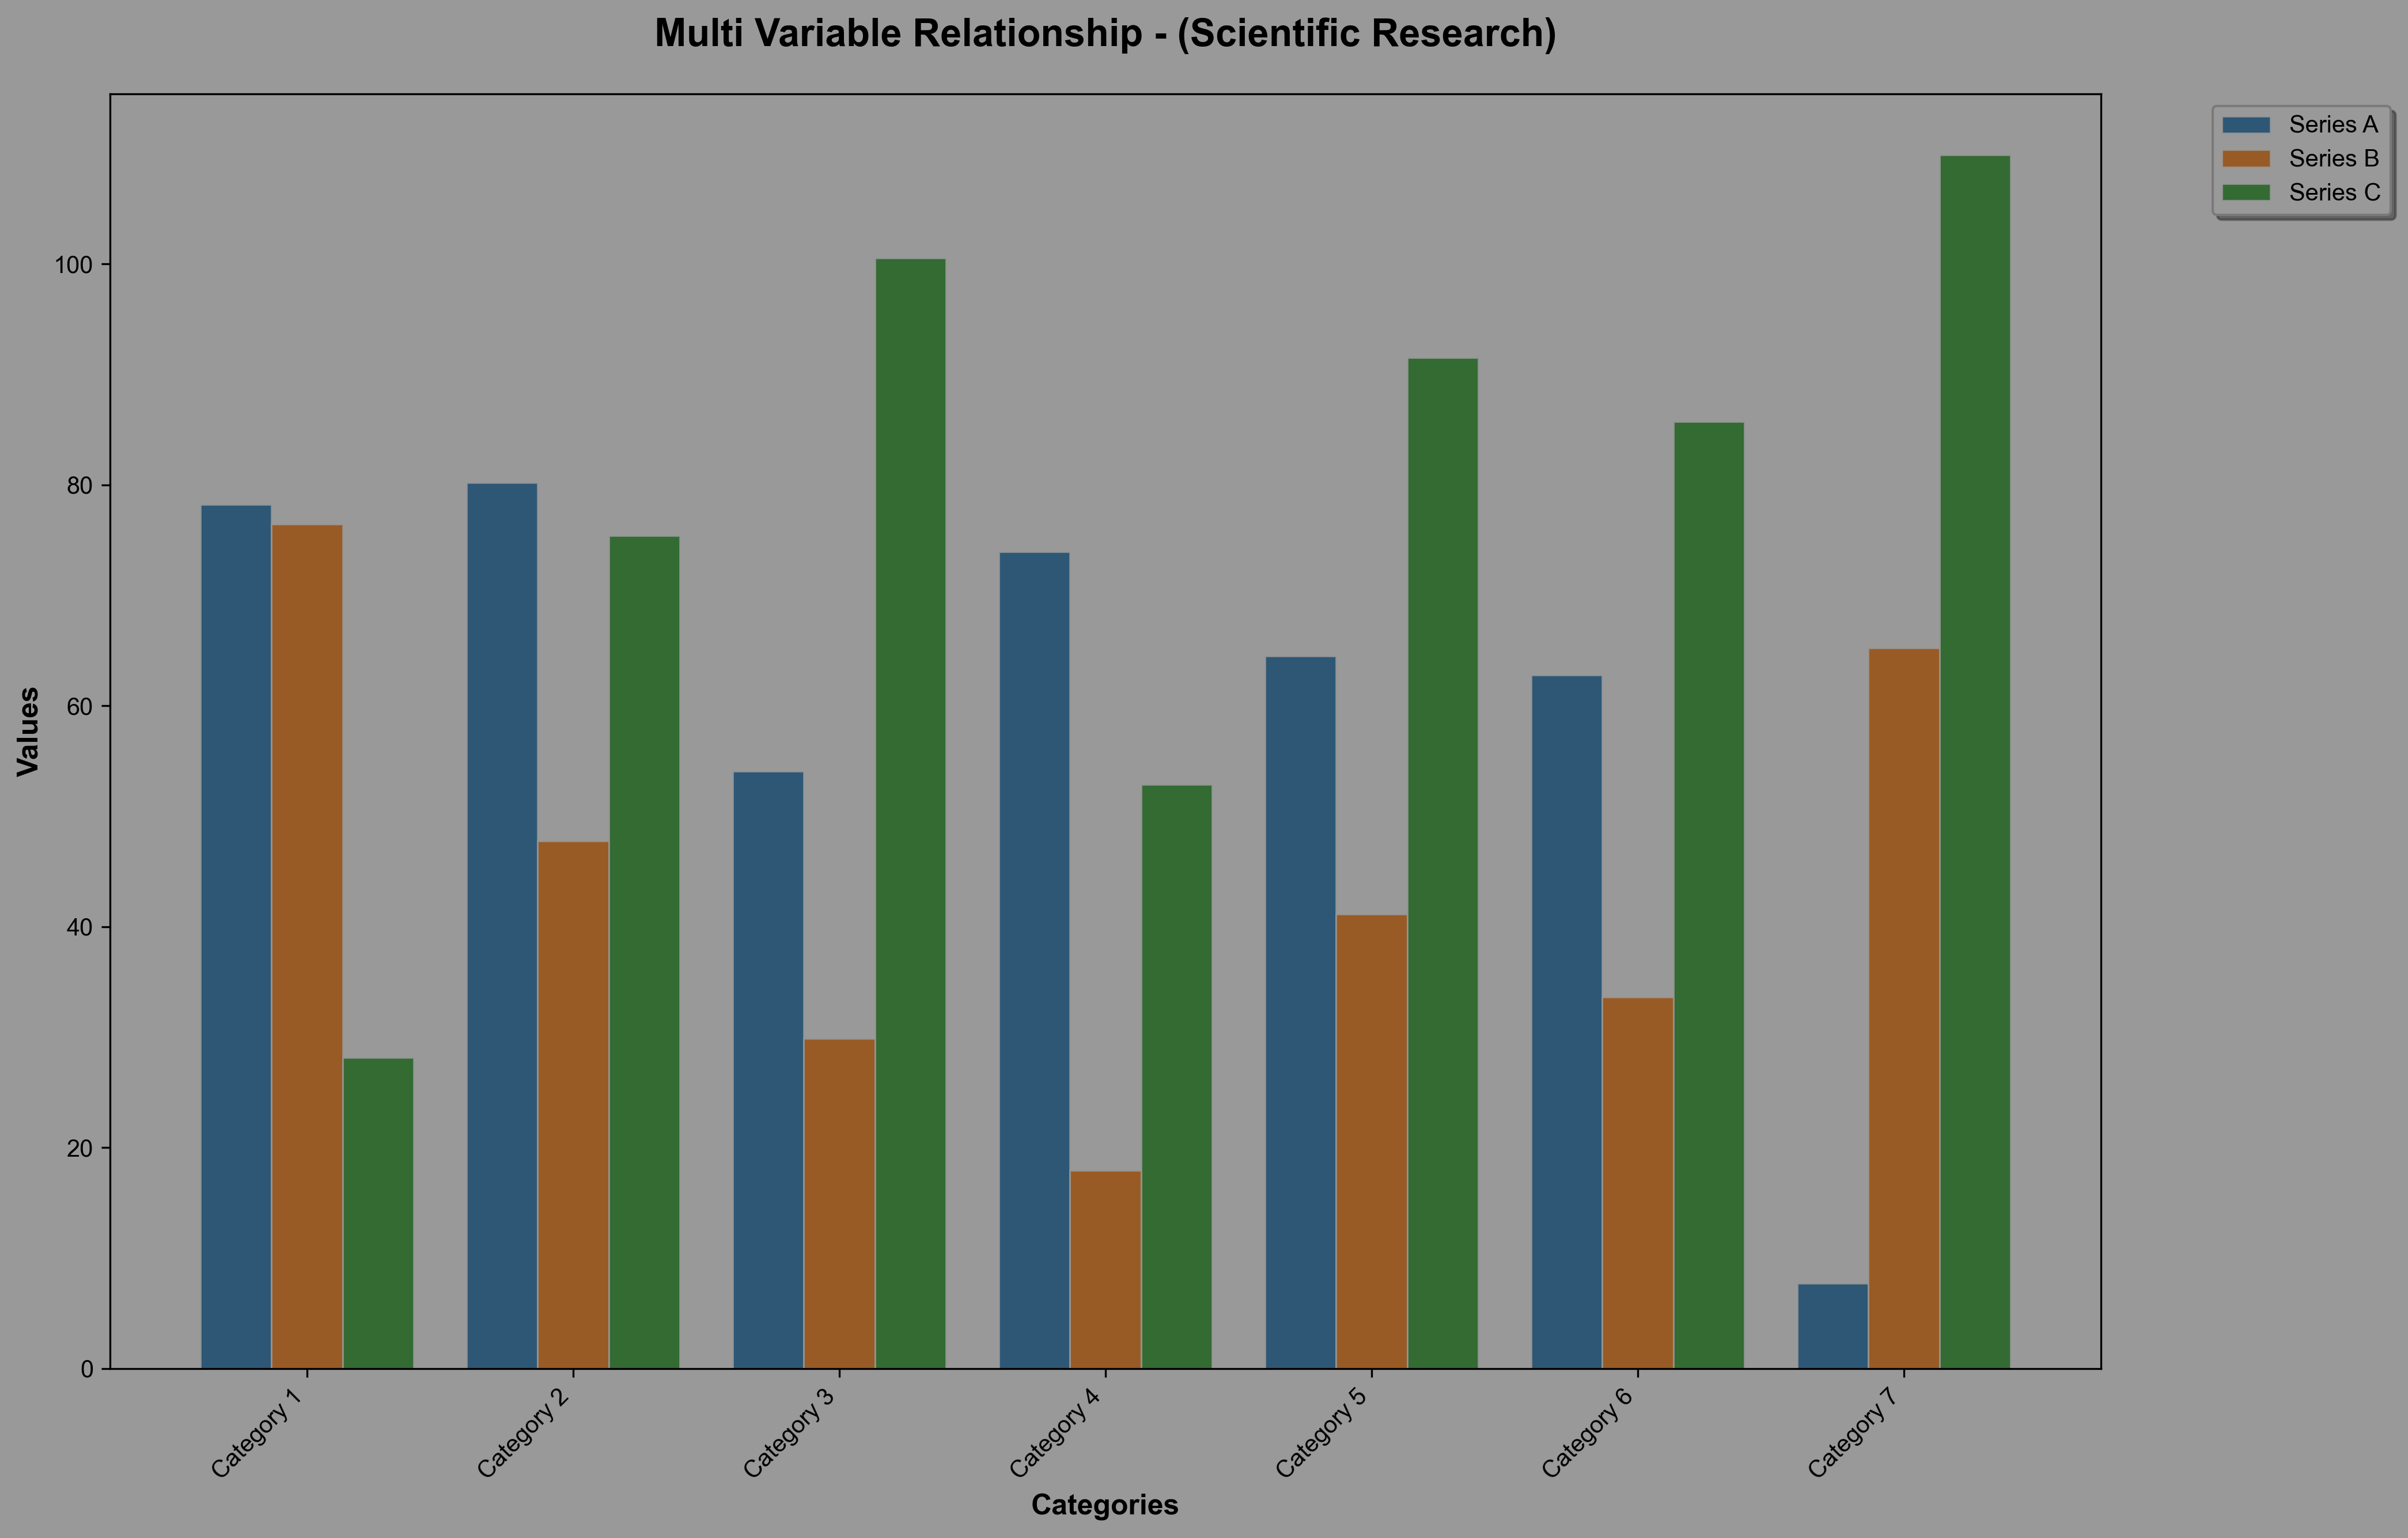 Multi Variable Relationship - (Scientific Research)
Series A
Series B
Series C
Values
100
80
60
40
20
0
Category 1
Category 2
Category 3
Category 4
Category 5
Category 6
Category 7
Categories